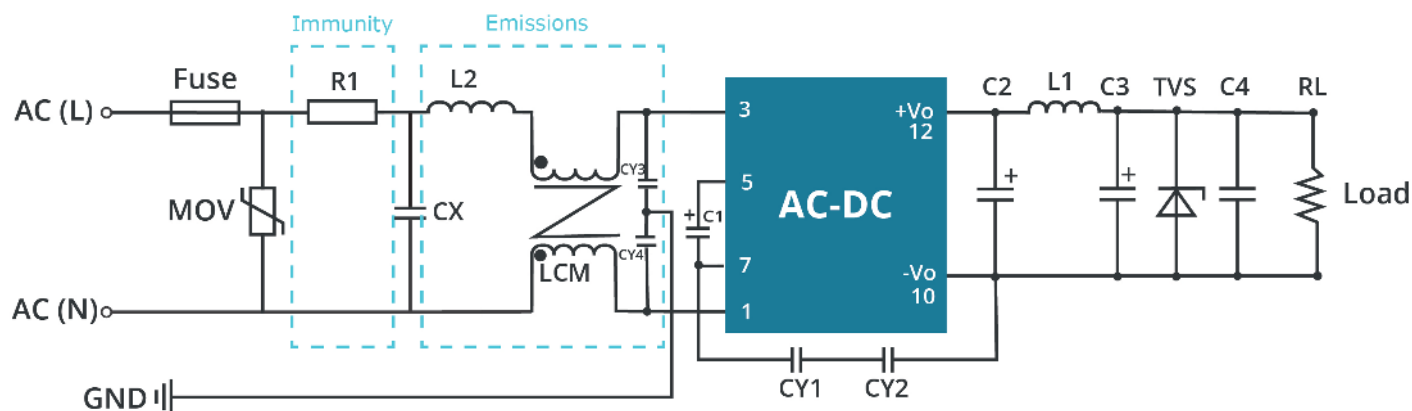 Immunity
Emissions
Fuse
R1
L2
C2
L1
C3
TVS
C4
RL
AC (L)
3
+Vo
12
CY3
5
MOV
CX
AC-DC
Load
+
C1
+
+
CY4
LCM
7
-Vo
10
AC (N)
1
CY1
CY2
GND